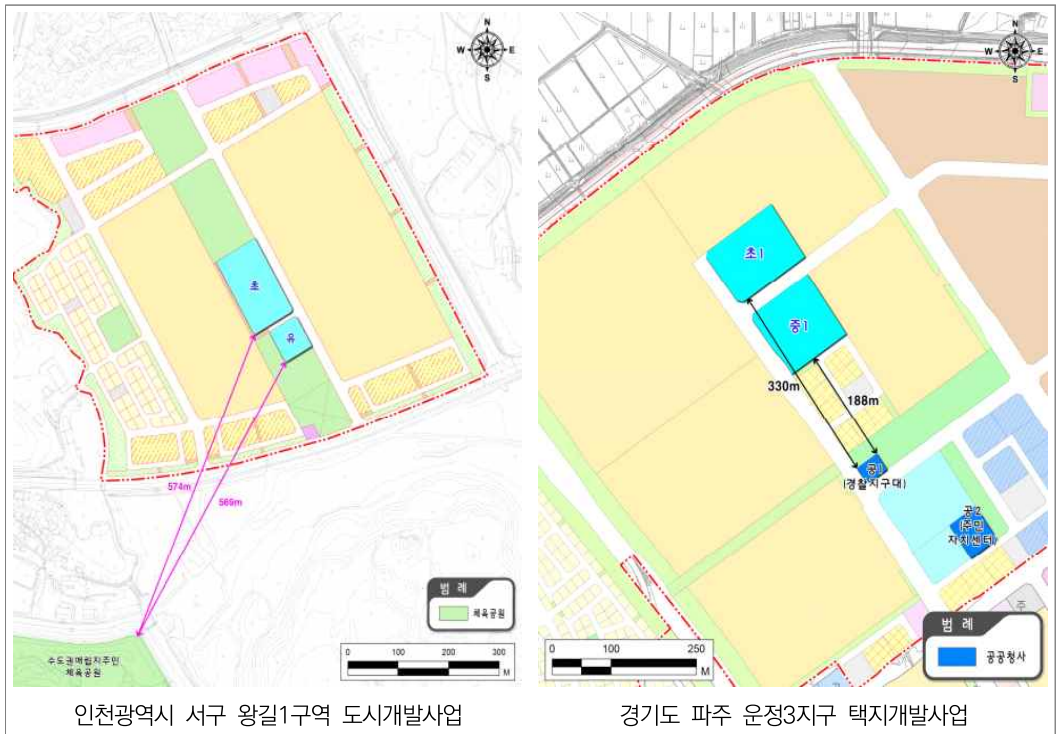 N
W E
S
초
유
574m
569m
수도권매립지주민
체육공원
범 례
체육공원
0 100 200 300
M
인천광역시 서구 왕길1구역 도시개발사업
N
W E
S
초1
중1
330m
188m
공1
(경찰지구대)
공2
(주민
자치센터)
주
범 례
공공청사
0 100 250
M
경기도 파주 운정3지구 택지개발사업